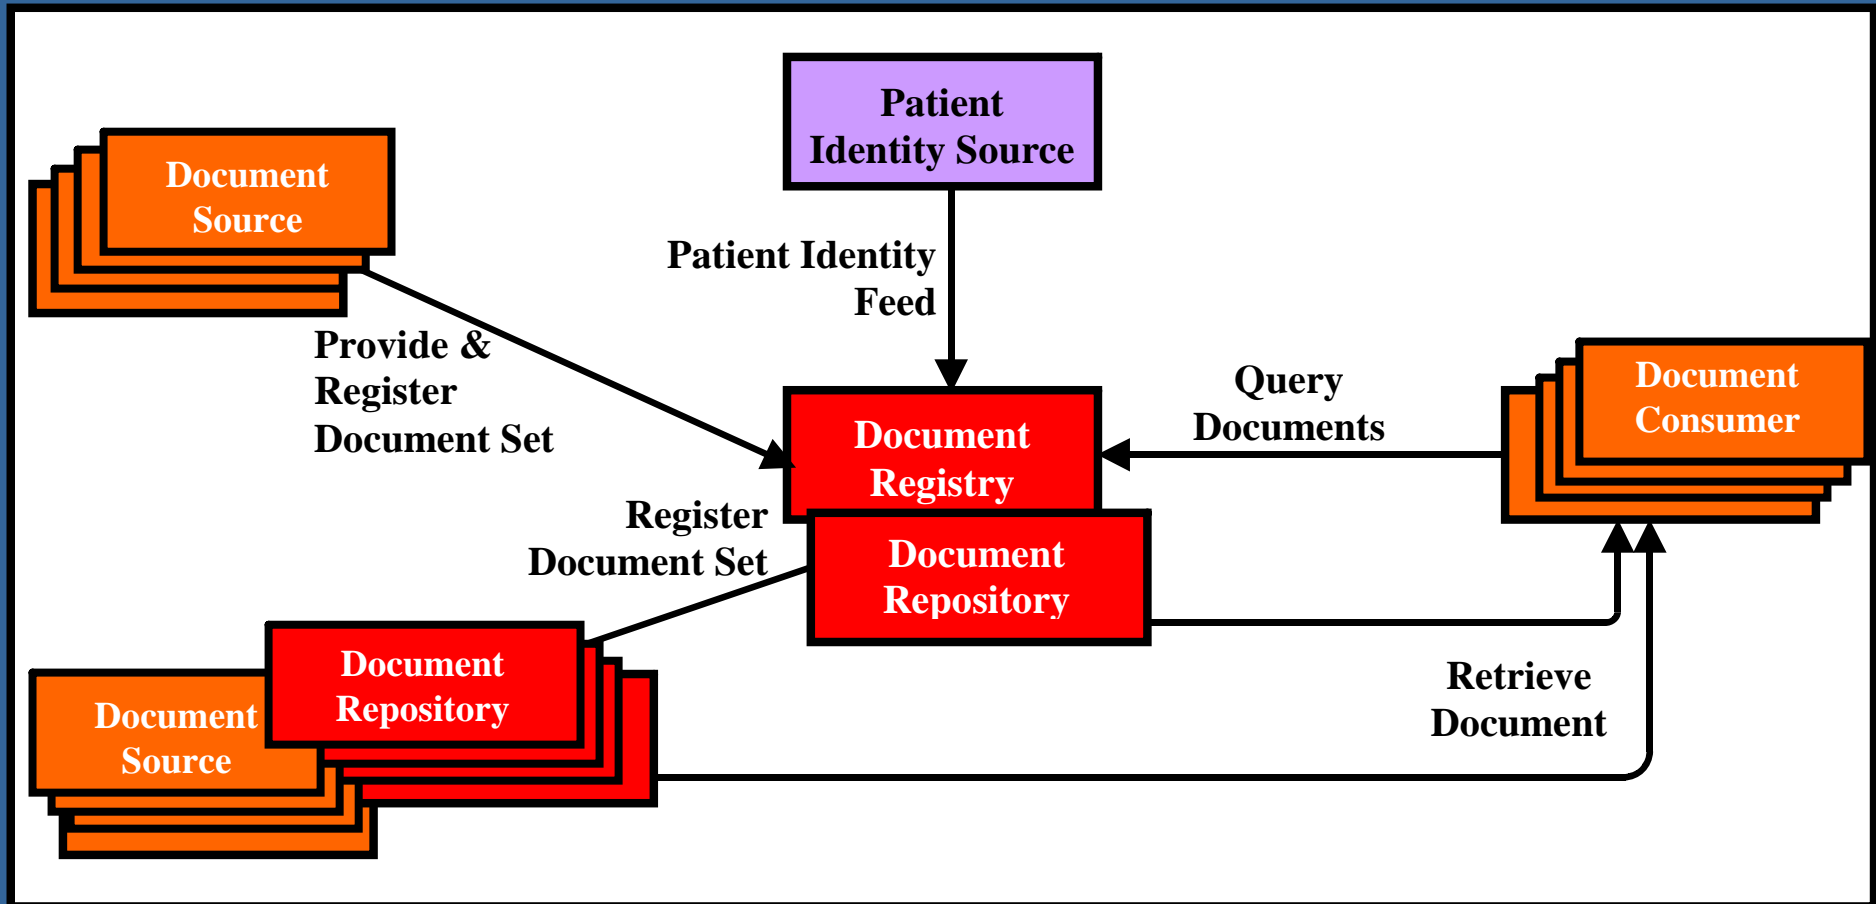 Patient
Identity Source
Document
Source
Patient Identity
Feed
Provide &
Register
Document Set
Query
Documents
Document
Consumer
Document
Registry
Register
Document Set
Document
Repository
Document
Repository
Document
Source
Retrieve
Document